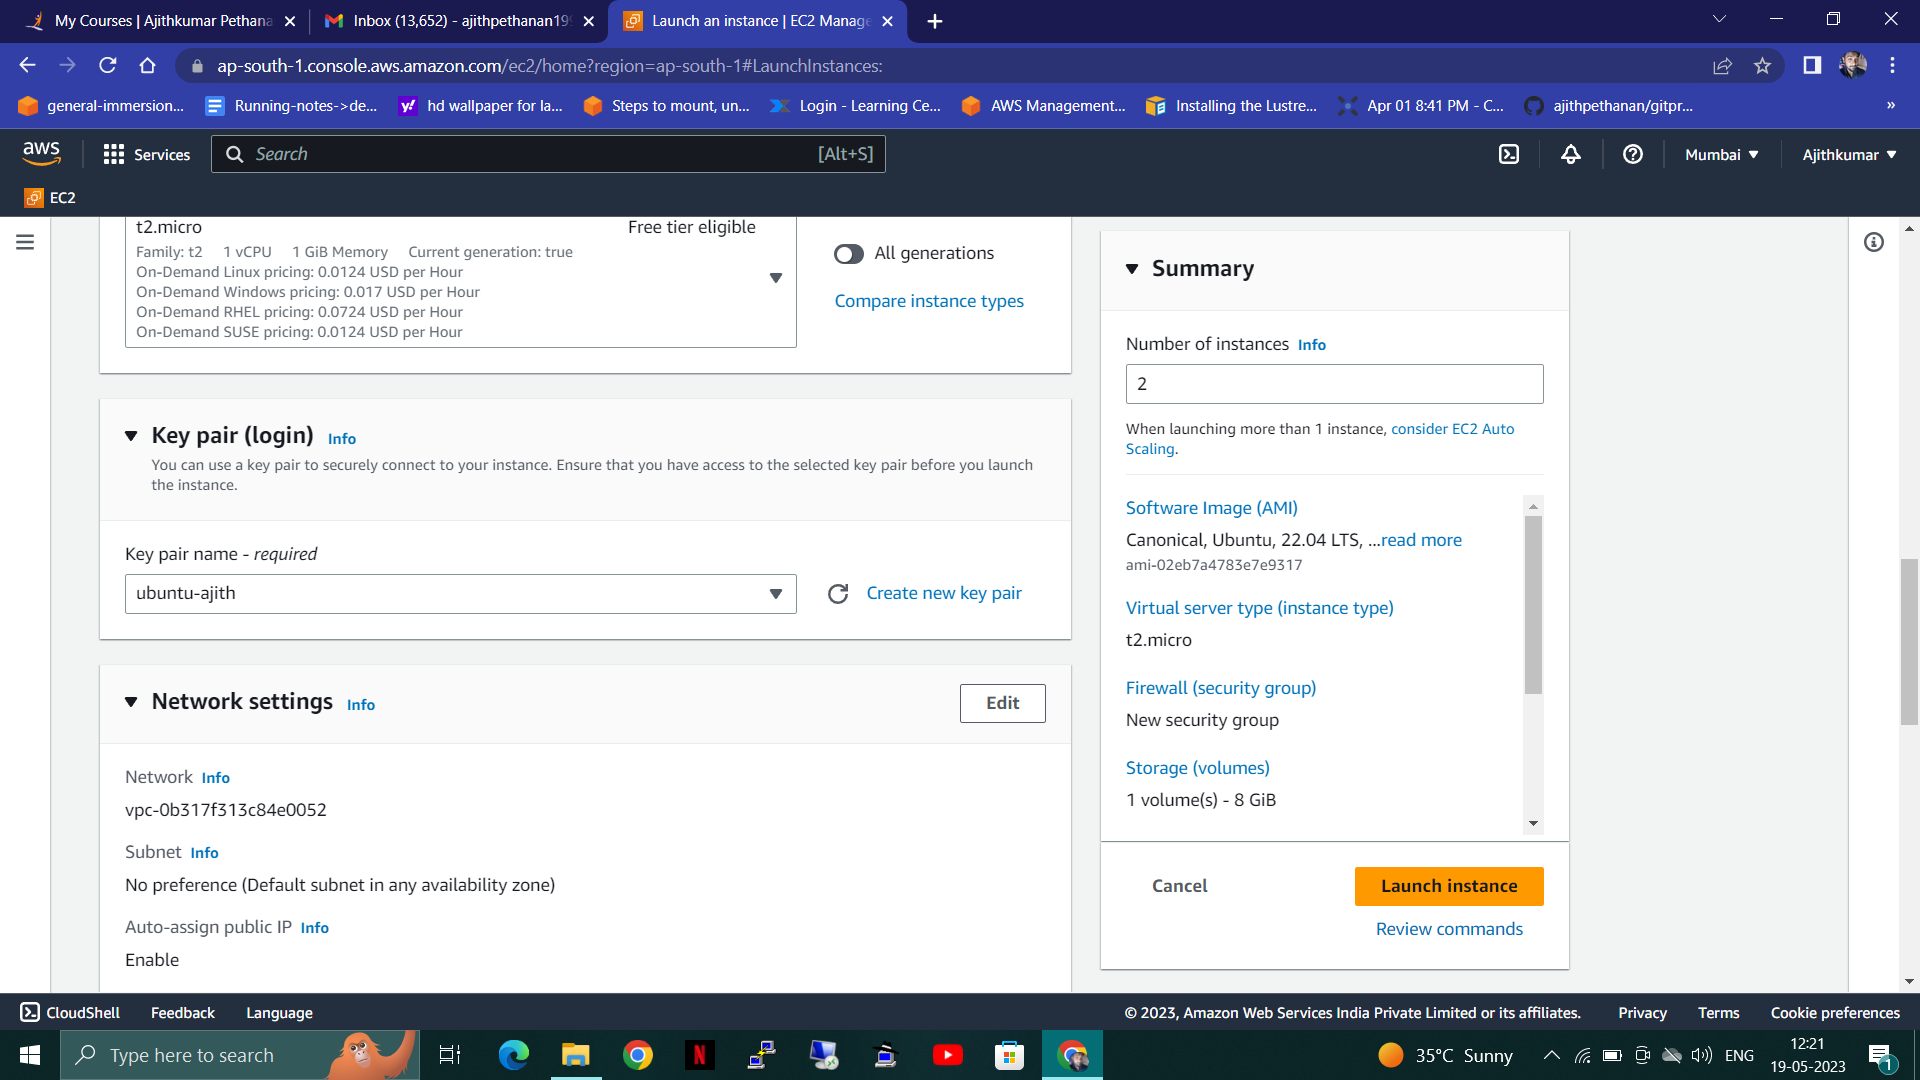 My Courses | Ajithkumar Pethana
Inbox (13,652) - ajithpethanan199
Launch an instance | EC2 Manage
ap-south-1.console.aws.amazon.com/ec2/home?region=ap-south-1#LaunchInstances:
general-immersion...
Running-notes->de...
hd wallpaper for la...
Steps to mount, un...
Login - Learning Ce...
AWS Management...
Installing the Lustre...
Apr 01 8:41 PM - C...
ajithpethanan/gitpr...
»
aws
Services
Search
[Alt+S]
Mumbai
Ajithkumar
EC2
t2.micro
Free tier eligible
Family: t2 1 vCPU 1 GiB Memory Current generation: true
On-Demand Linux pricing: 0.0124 USD per Hour
On-Demand Windows pricing: 0.017 USD per Hour
On-Demand RHEL pricing: 0.0724 USD per Hour
On-Demand SUSE pricing: 0.0124 USD per Hour
All generations
Compare instance types
Key pair (login) Info
You can use a key pair to securely connect to your instance. Ensure that you have access to the selected key pair before you launch
the instance.
Key pair name - required
ubuntu-ajith
Create new key pair
Network settings Info
Edit
Network Info
vpc-0b317f313c84e0052
Subnet Info
No preference (Default subnet in any availability zone)
Auto-assign public IP Info
Enable
Summary
Number of instances Info
2
When launching more than 1 instance, consider EC2 Auto
Scaling.
Software Image (AMI)
Canonical, Ubuntu, 22.04 LTS, ...read more
ami-02eb7a4783e7e9317
Virtual server type (instance type)
t2.micro
Firewall (security group)
New security group
Storage (volumes)
1 volume(s) - 8 GiB
Cancel
Launch instance
Review commands
CloudShell
Feedback
Language
© 2023, Amazon Web Services India Private Limited or its affiliates.
Privacy
Terms
Cookie preferences
Type here to search
35°C Sunny
ENG
12:21
19-05-2023
1